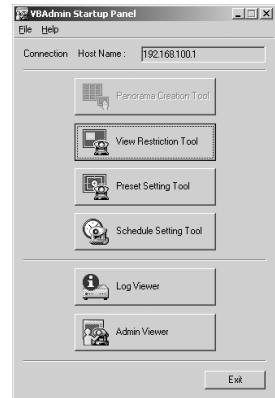 VBAdmin Startup Panel
File Help
Connection Host Name : 192.168.100.1
Panorama Creation Tool
View Restriction Tool
Preset Setting Tool
Schedule Setting Tool
Log Viewer
Admin Viewer
Exit